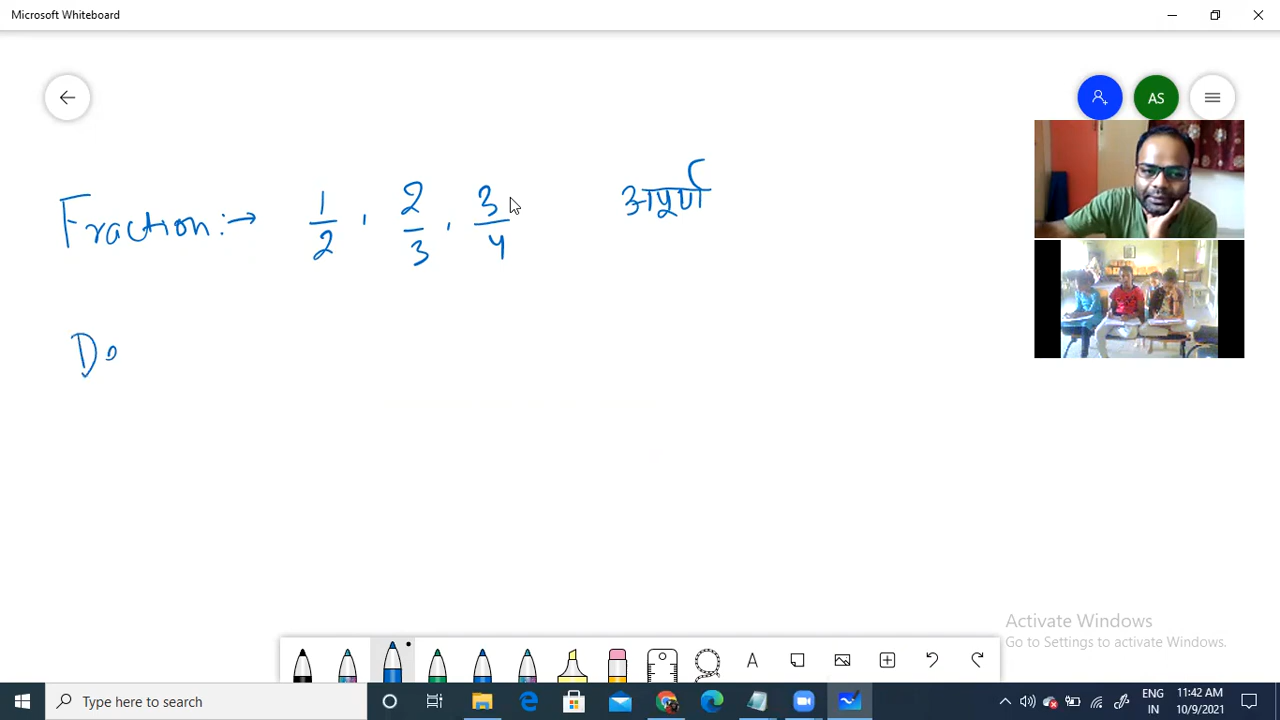 Microsoft Whiteboard
AS
Fraction :→ 1/2 , 2/3 , 3/4 अपूर्ण
De
Activate Windows
Go to Settings to activate Windows.
A
Type here to search
ENG
IN
11:42 AM
10/9/2021